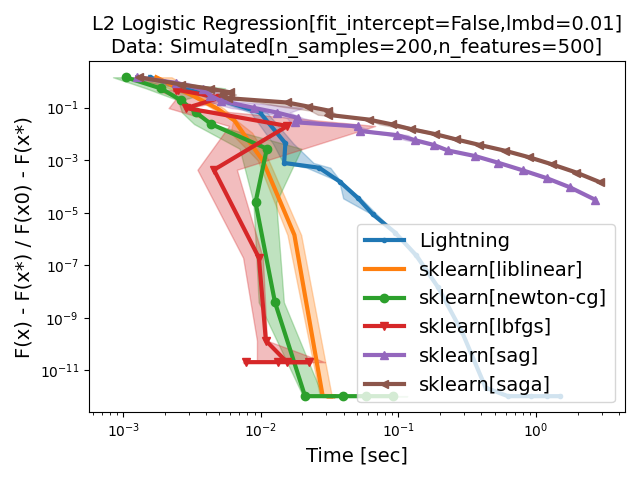 L2 Logistic Regression[fit_intercept=False,lmbd=0.01]
Data: Simulated[n_samples=200,n_features=500]
F(x) - F(x*) / F(x0) - F(x*)
10⁻¹
10⁻³
10⁻⁵
10⁻⁷
10⁻⁹
10⁻¹¹
Lightning
sklearn[liblinear]
sklearn[newton-cg]
sklearn[lbfgs]
sklearn[sag]
sklearn[saga]
10⁻³ 10⁻² 10⁻¹ 10⁰
Time [sec]